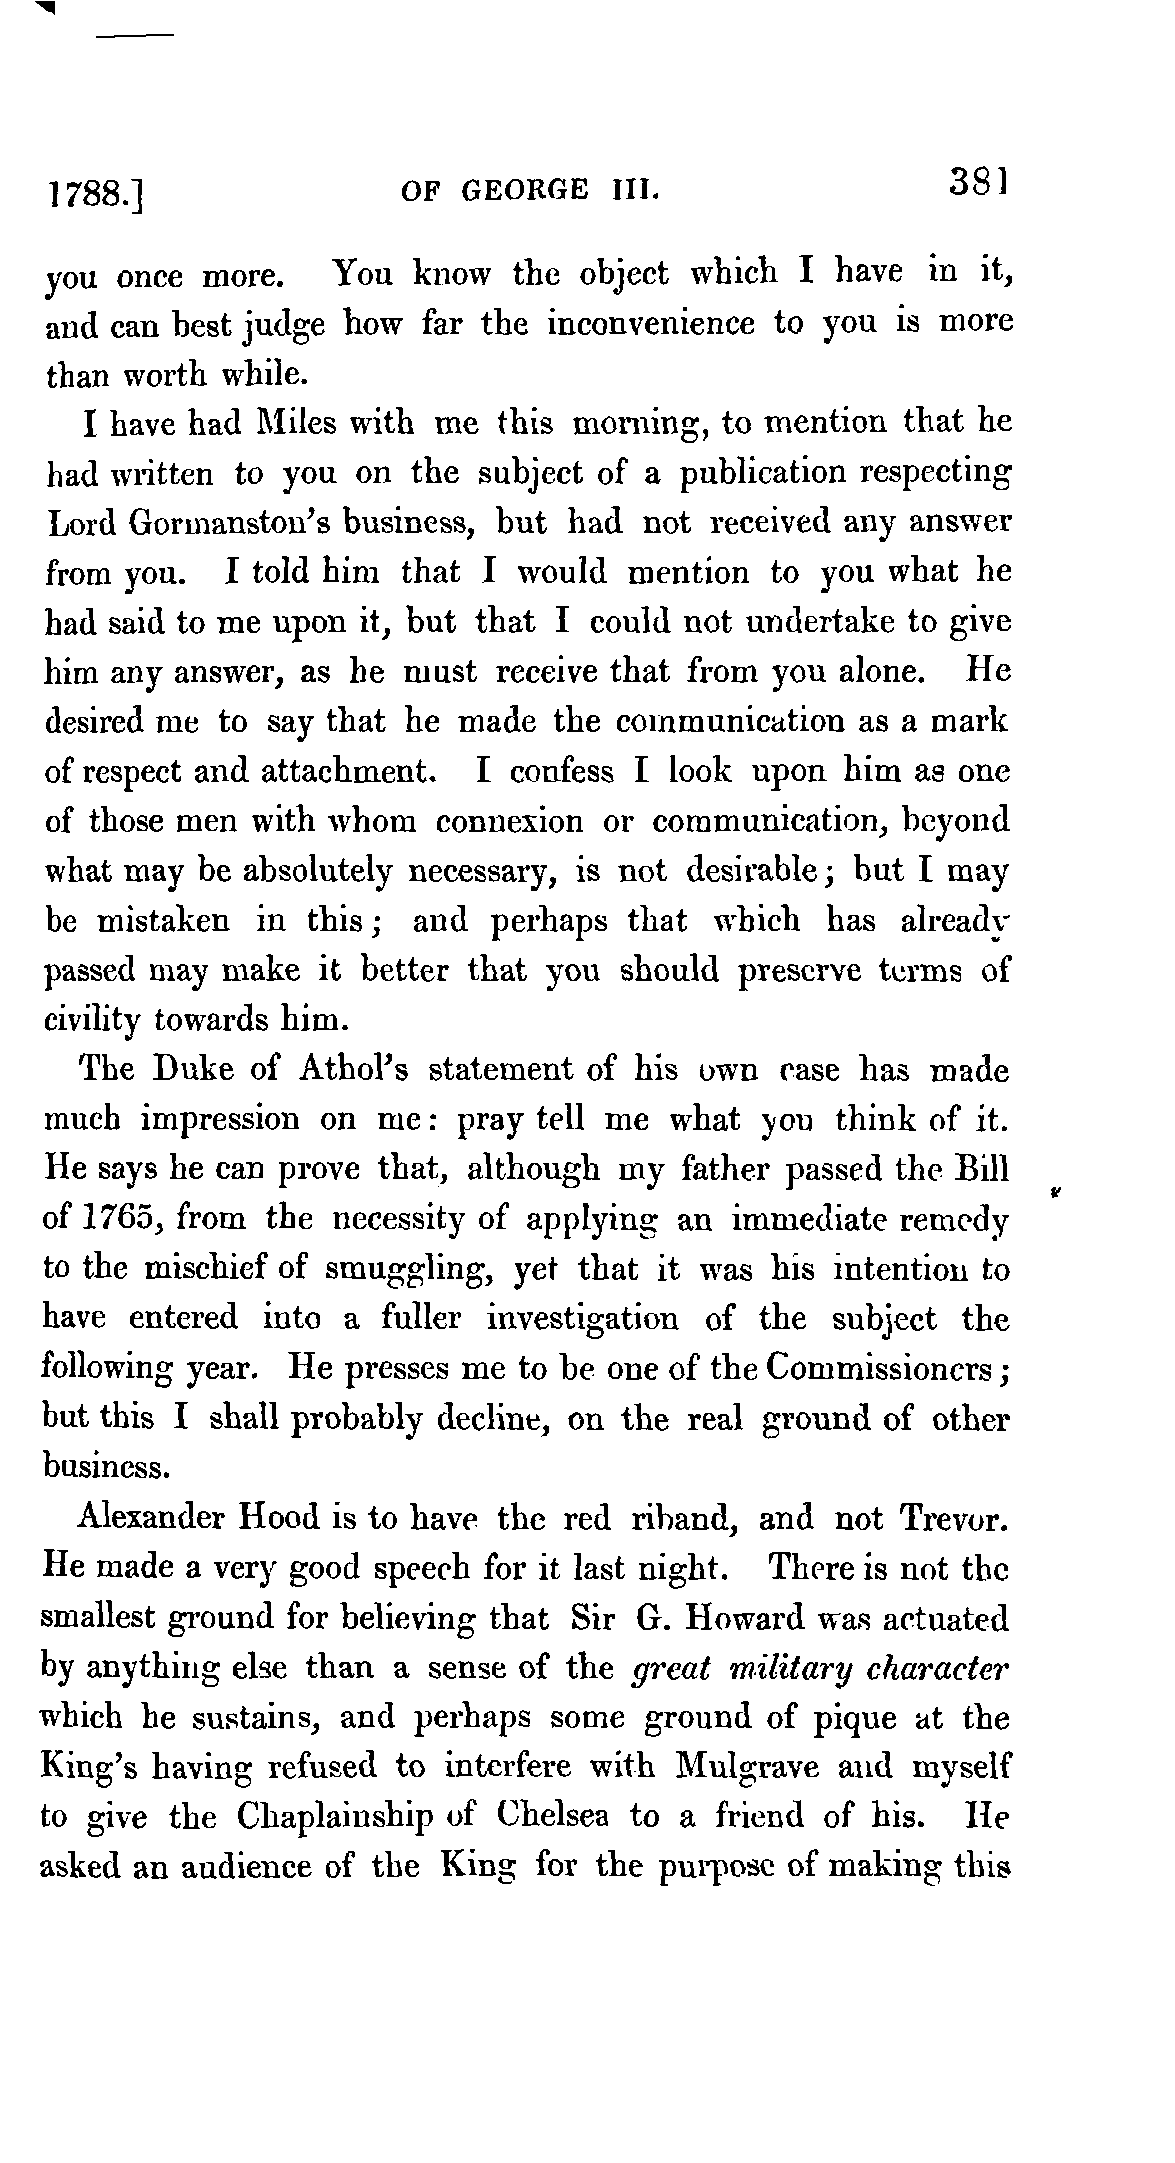 1788.] OF GEORGE III. 381
you once more. You know the object which I have in it,
and can best judge how far the inconvenience to you is more
than worth while.
I have had Miles with me this morning, to mention that he
had written to you on the subject of a publication respecting
Lord Gormanston's business, but had not received any answer
from you. I told him that I would mention to you what he
had said to me upon it, but that I could not undertake to give
him any answer, as he must receive that from you alone. He
desired me to say that he made the communication as a mark
of respect and attachment. I confess I look upon him as one
of those men with whom connexion or communication, beyond
what may be absolutely necessary, is not desirable; but I may
be mistaken in this; and perhaps that which has already
passed may make it better that you should preserve terms of
civility towards him.
The Duke of Athol's statement of his own case has made
much impression on me: pray tell me what you think of it.
He says he can prove that, although my father passed the Bill
of 1765, from the necessity of applying an immediate remedy
to the mischief of smuggling, yet that it was his intention to
have entered into a fuller investigation of the subject the
following year. He presses me to be one of the Commissioners;
but this I shall probably decline, on the real ground of other
business.
Alexander Hood is to have the red riband, and not Trevor.
He made a very good speech for it last night. There is not the
smallest ground for believing that Sir G. Howard was actuated
by anything else than a sense of the great military character
which he sustains, and perhaps some ground of pique at the
King's having refused to interfere with Mulgrave and myself
to give the Chaplainship of Chelsea to a friend of his. He
asked an audience of the King for the purpose of making this